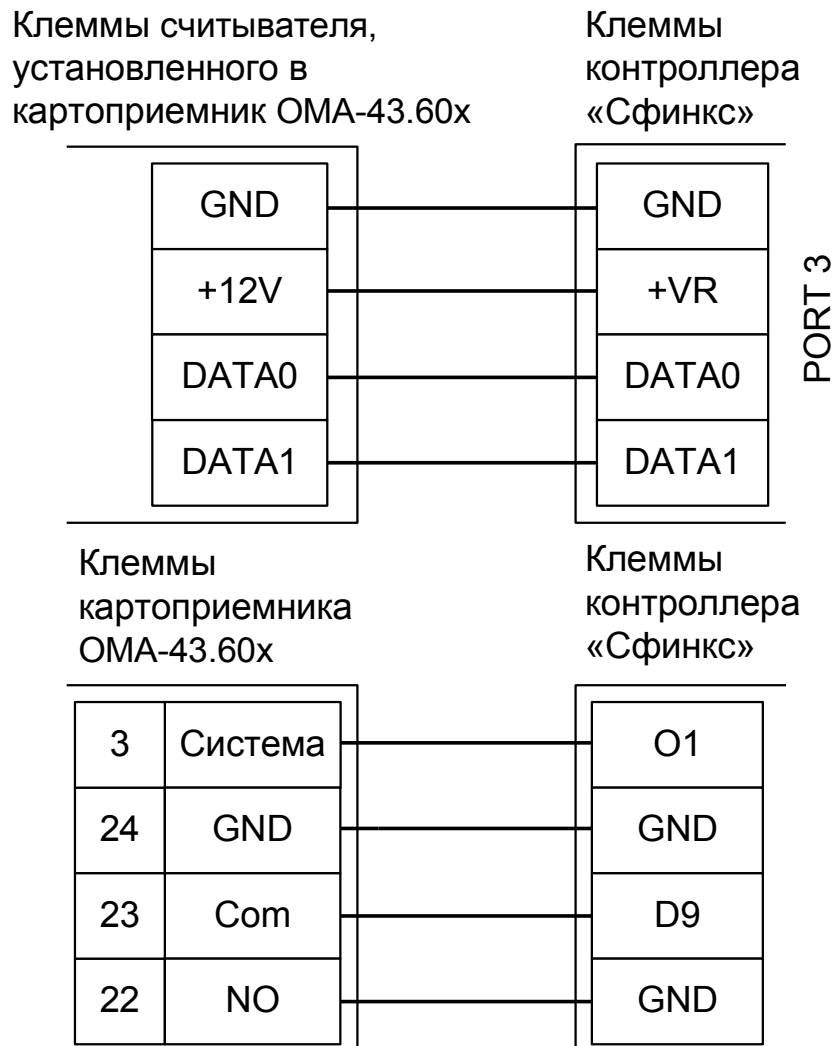 Клеммы считывателя,
установленного в
картоприемник ОМА-43.60x
Клеммы
контроллера
«Сфинкс»
GND
GND
+12V
+VR
DATA0
DATA0
DATA1
DATA1
PORT 3
Клеммы
картоприемника
ОМА-43.60x
Клеммы
контроллера
«Сфинкс»
3 Система
O1
24 GND
GND
23 Com
D9
22 NO
GND